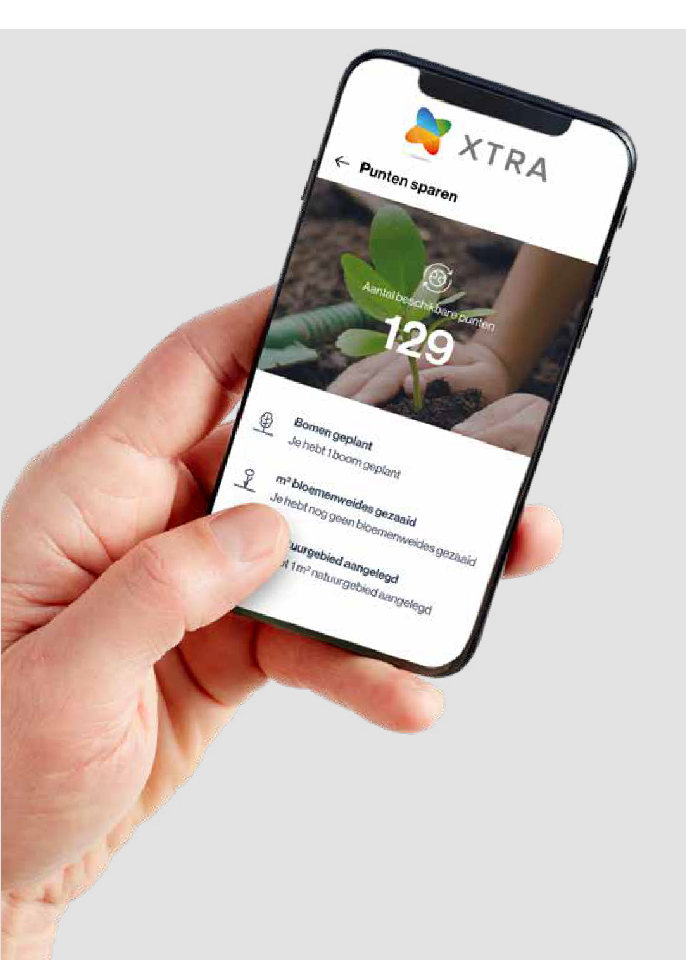 XTRA
← Punten sparen
Aantal beschikbare punten
129
Bomen geplant
Je hebt 1 boom geplant
m² bloemenweides gezaaid
Je hebt nog geen bloemenweides gezaaid
aangelegd
1 m² natuurgebied aangelegd